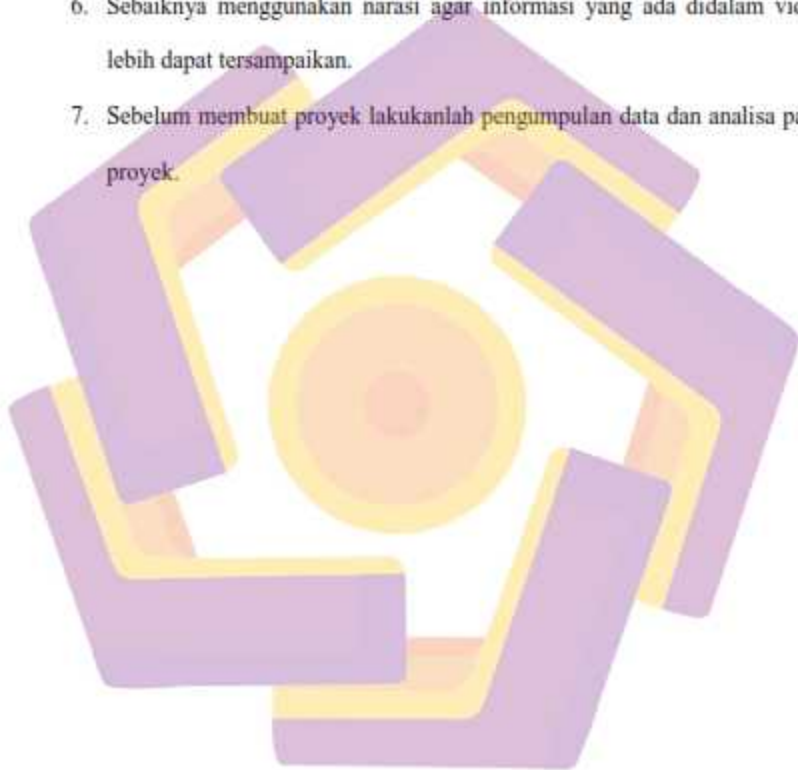 6. Sebaiknya menggunakan narasi agar informasi yang ada didalam
lebih dapat tersampaikan.
7. Sebelum membuat proyek lakukanlah pengumpulan data dan analisa
proyek.